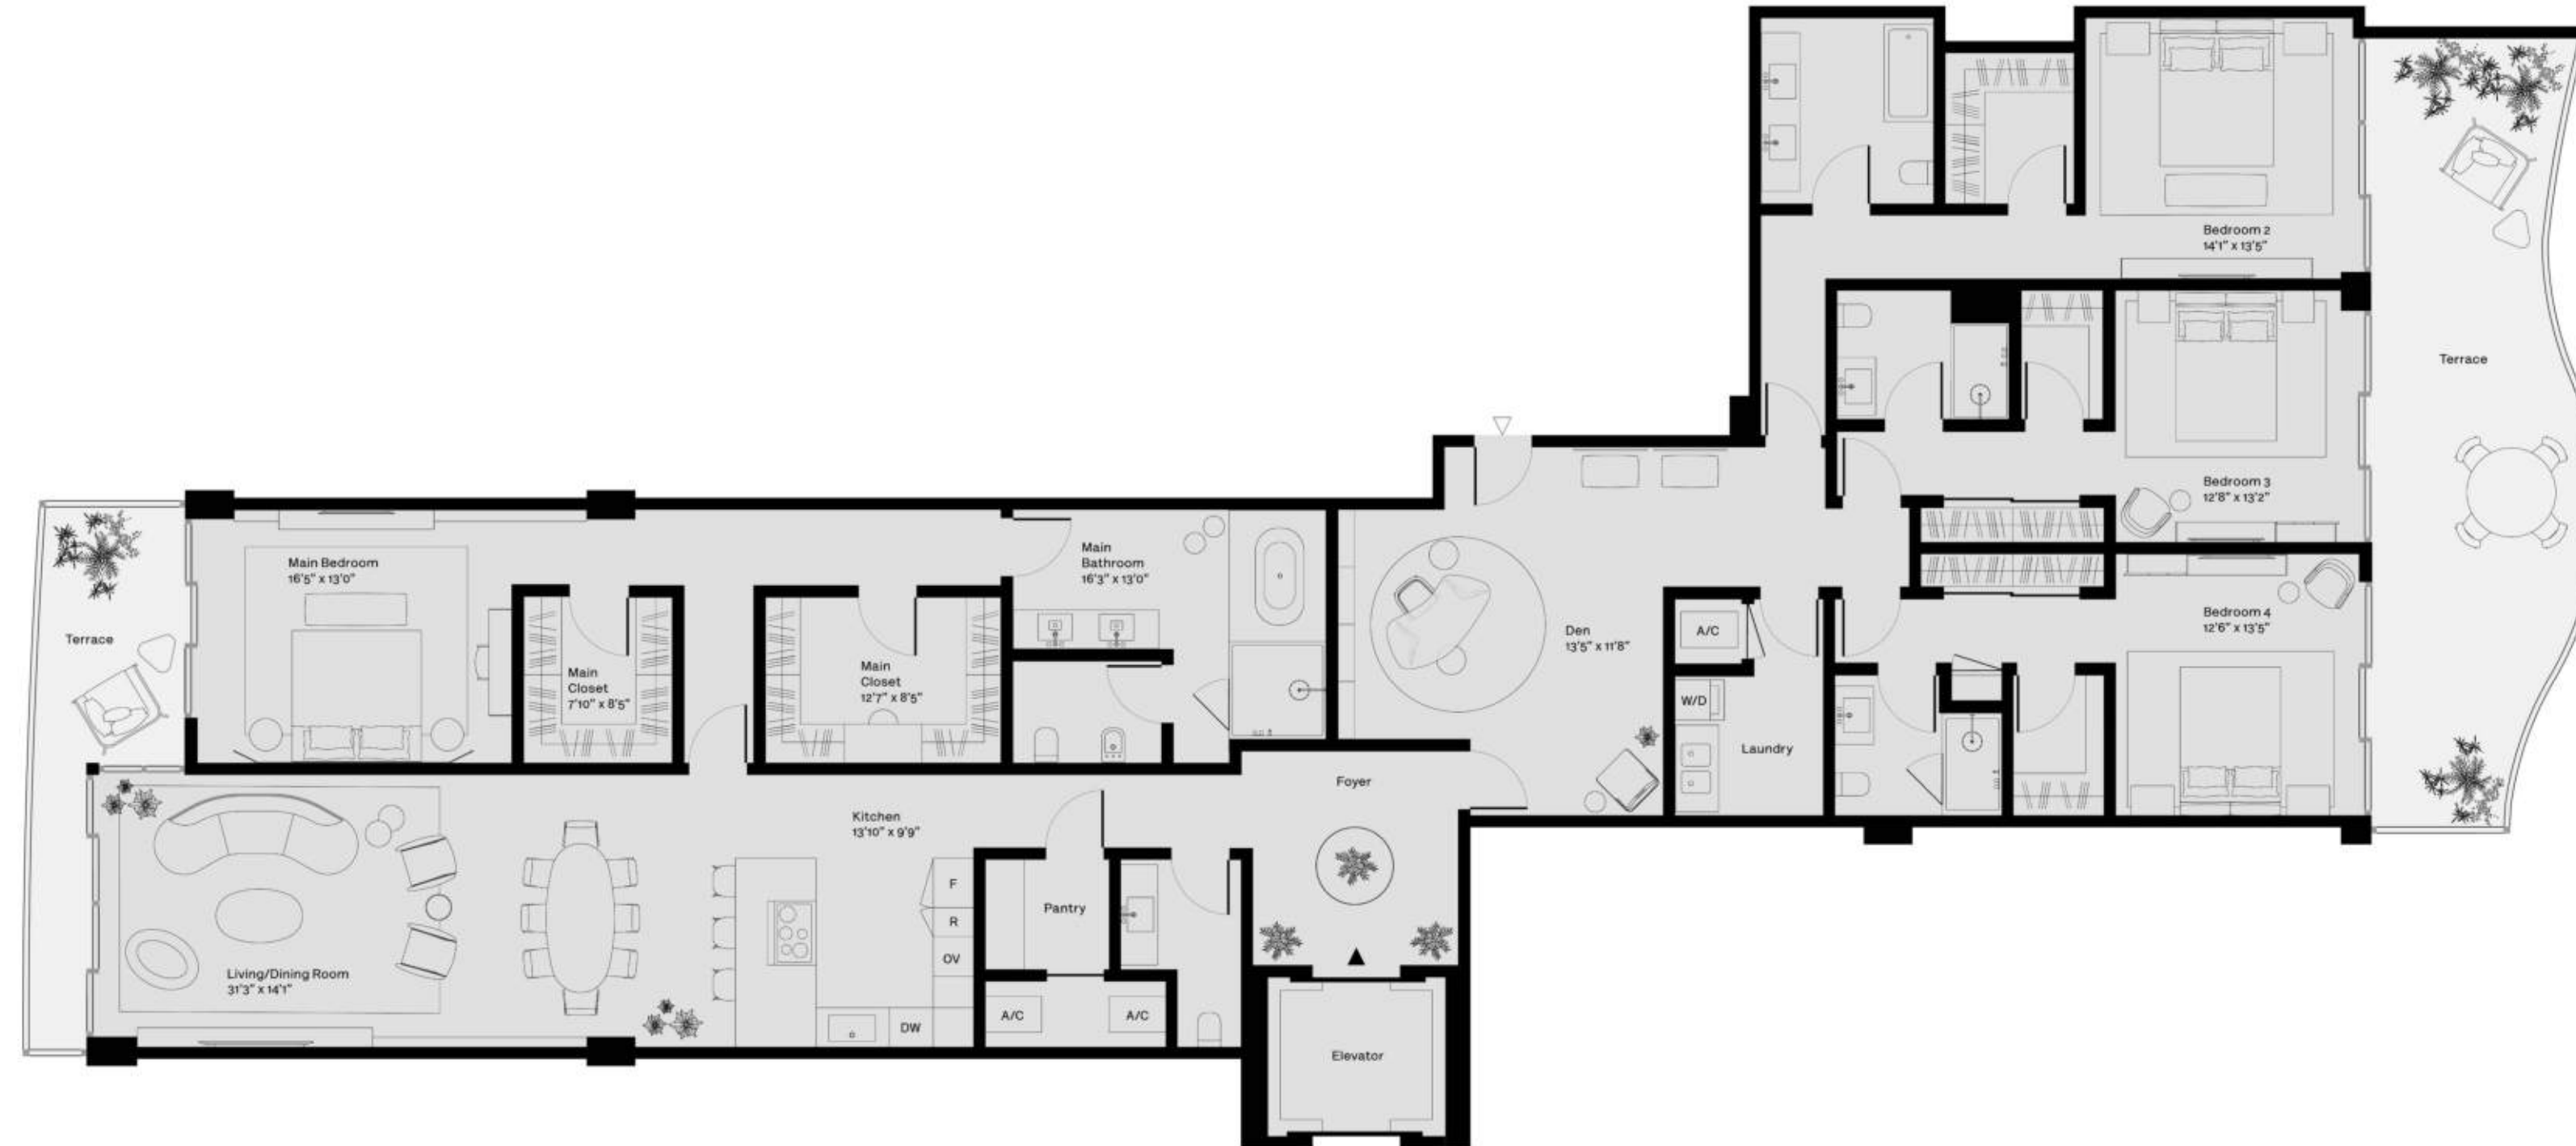 Bedroom 2
14'1" x 13'5"
Terrace
Bedroom 3
12'8" x 13'2"
Main Bedroom
16'5" x 13'0"
Main
Bathroom
16'3" x 13'0"
Terrace
Main
Closet
7'10" x 8'5"
Main
Closet
12'7" x 8'5"
Den
13'5" x 11'8"
A/C
W/D
Laundry
Bedroom 4
12'6" x 13'5"
Foyer
Kitchen
13'10" x 9'9"
F
R
OV
DW
Pantry
A/C
A/C
Living/Dining Room
31'3" x 14'1"
Elevator